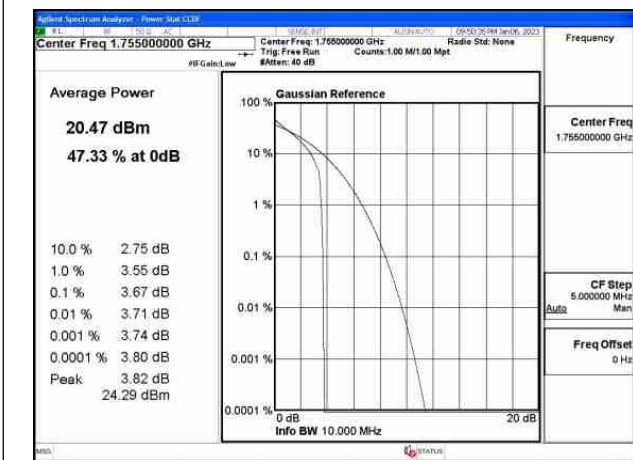 Agilent Spectrum Analyzer - Power Stat CCDF
RL RF 50 Ω AC SENSE:INT ALIGN AUTO 09:50:35 PM Jan 06, 2023
Center Freq 1.755000000 GHz
Center Freq: 1.755000000 GHz
Radio Std: None
Trig: Free Run
Counts:1.00 M/1.00 Mpt
#IFGain:Low
#Atten: 40 dB
Frequency
Average Power
20.47 dBm
47.33 % at 0dB
10.0 % 2.75 dB
1.0 % 3.55 dB
0.1 % 3.67 dB
0.01 % 3.71 dB
0.001 % 3.74 dB
0.0001 % 3.80 dB
Peak 3.82 dB
24.29 dBm
Gaussian Reference
100 %
10 %
1 %
0.1 %
0.01 %
0.001 %
0.0001 %
0 dB
20 dB
Info BW 10.000 MHz
Center Freq
1.755000000 GHz
CF Step
5.000000 MHz
Auto Man
Freq Offset
0 Hz
MSG
STATUS